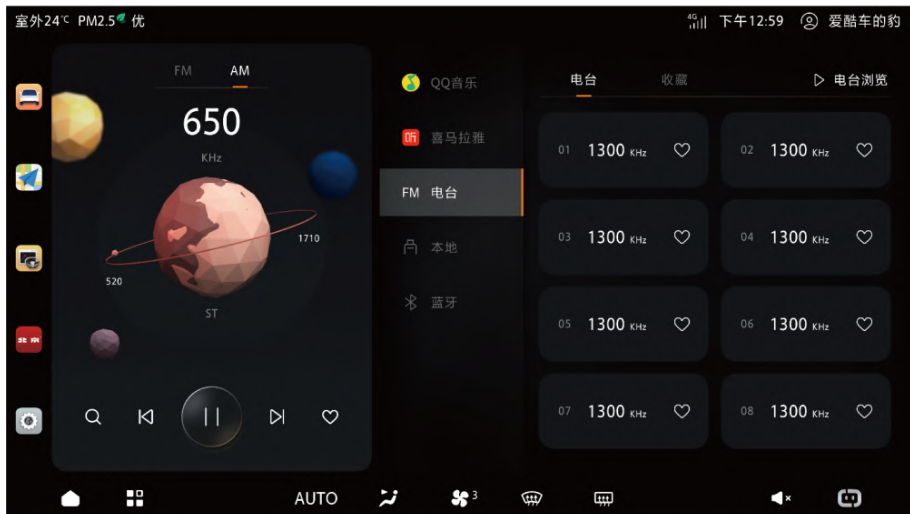 室外24℃ PM2.5 优
4G 下午12:59 爱酷车的豹
FM AM
650
KHz
1710
520
ST
北京
QQ音乐
听 喜马拉雅
FM 电台
本地
蓝牙
电台 收藏 电台浏览
01 1300 KHz
02 1300 KHz
03 1300 KHz
04 1300 KHz
05 1300 KHz
06 1300 KHz
07 1300 KHz
08 1300 KHz
AUTO 3